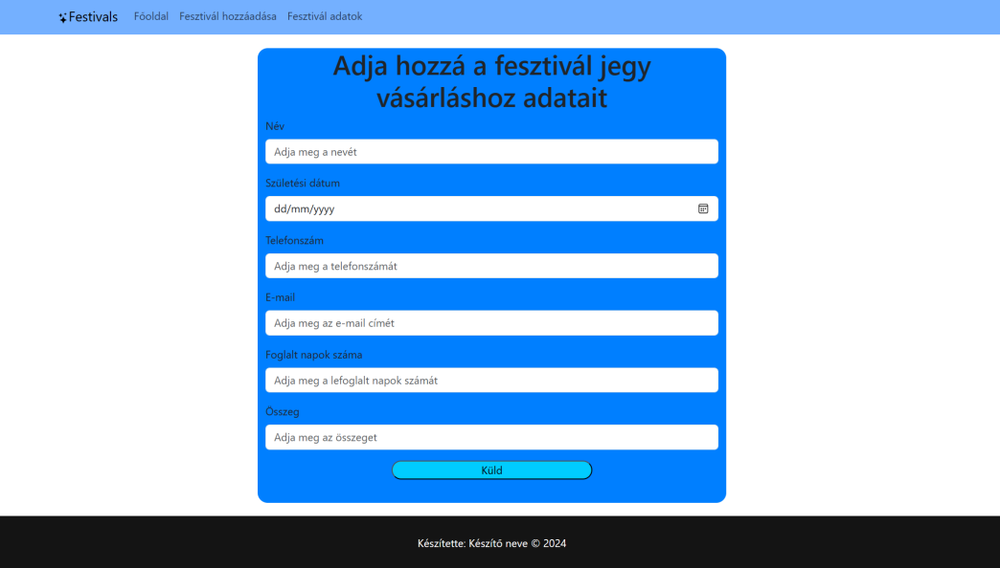 Festivals Főoldal Fesztivál hozzáadása Fesztivál adatok
Adja hozzá a fesztivál jegy
vásárláshoz adatait
Név
Adja meg a nevét
Születési dátum
dd/mm/yyyy
Telefonszám
Adja meg a telefonszámát
E-mail
Adja meg az e-mail címét
Foglalt napok száma
Adja meg a lefoglalt napok számát
Összeg
Adja meg az összeget
Küld
Készítette: Készítő neve © 2024